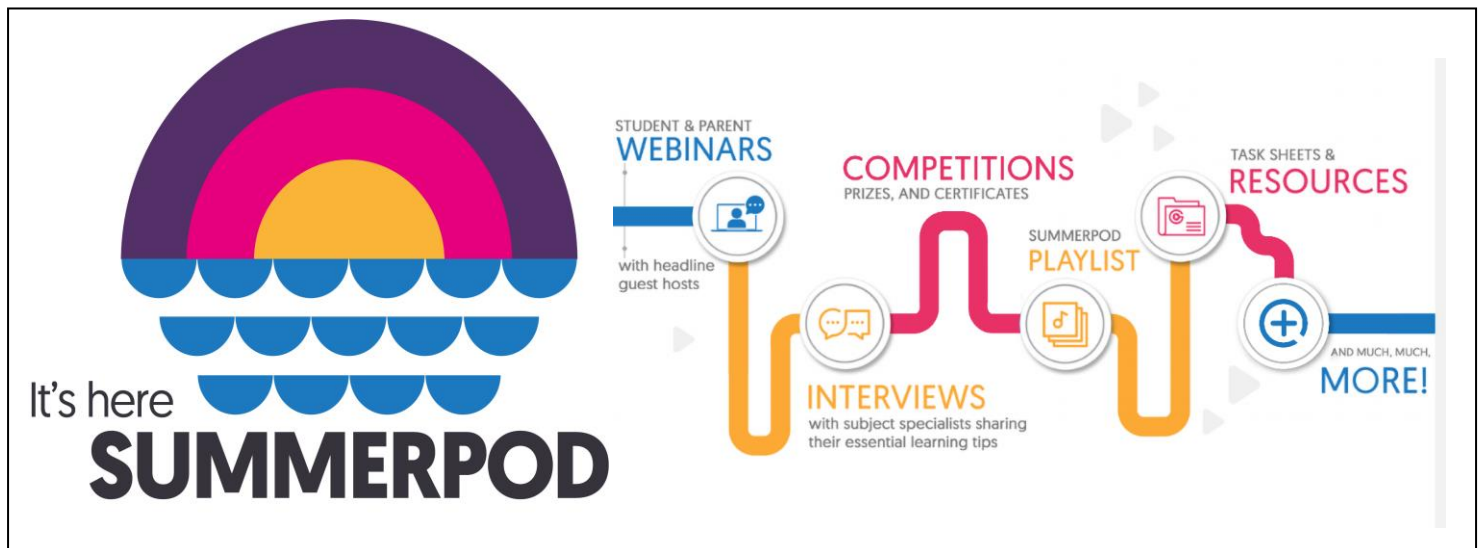 It's here
SUMMERPOD
STUDENT & PARENT
WEBINARS
with headline
guest hosts
INTERVIEWS
with subject specialists sharing
their essential learning tips
COMPETITIONS
PRIZES, AND CERTIFICATES
SUMMERPOD
PLAYLIST
TASK SHEETS &
RESOURCES
AND MUCH, MUCH,
MORE!